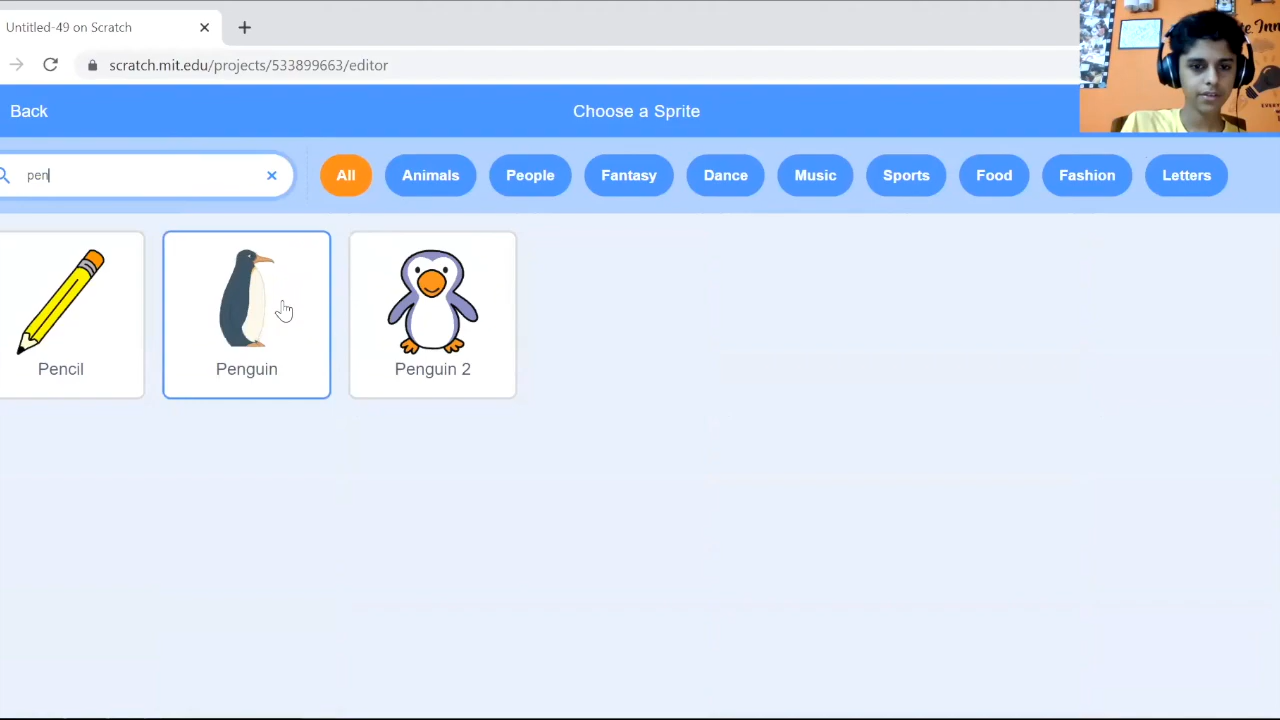 Untitled-49 on Scratch
scratch.mit.edu/projects/533899663/editor
Back
Choose a Sprite
pen
All
Animals
People
Fantasy
Dance
Music
Sports
Food
Fashion
Letters
Pencil
Penguin
Penguin 2